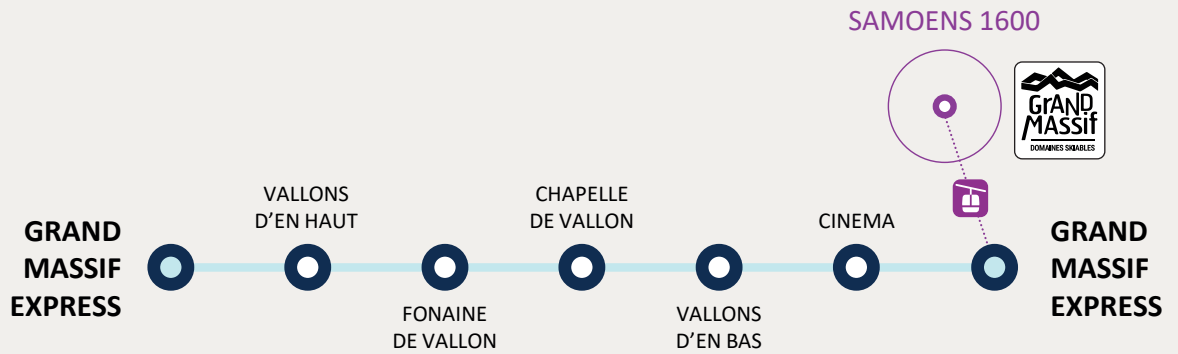 SAMOENS 1600
GRAND
MASSIF
DOMAINES SKIABLES
VALLONS
D'EN HAUT
CHAPELLE
DE VALLON
CINEMA
GRAND
MASSIF
EXPRESS
GRAND
MASSIF
EXPRESS
FONAINE
DE VALLON
VALLONS
D'EN BAS